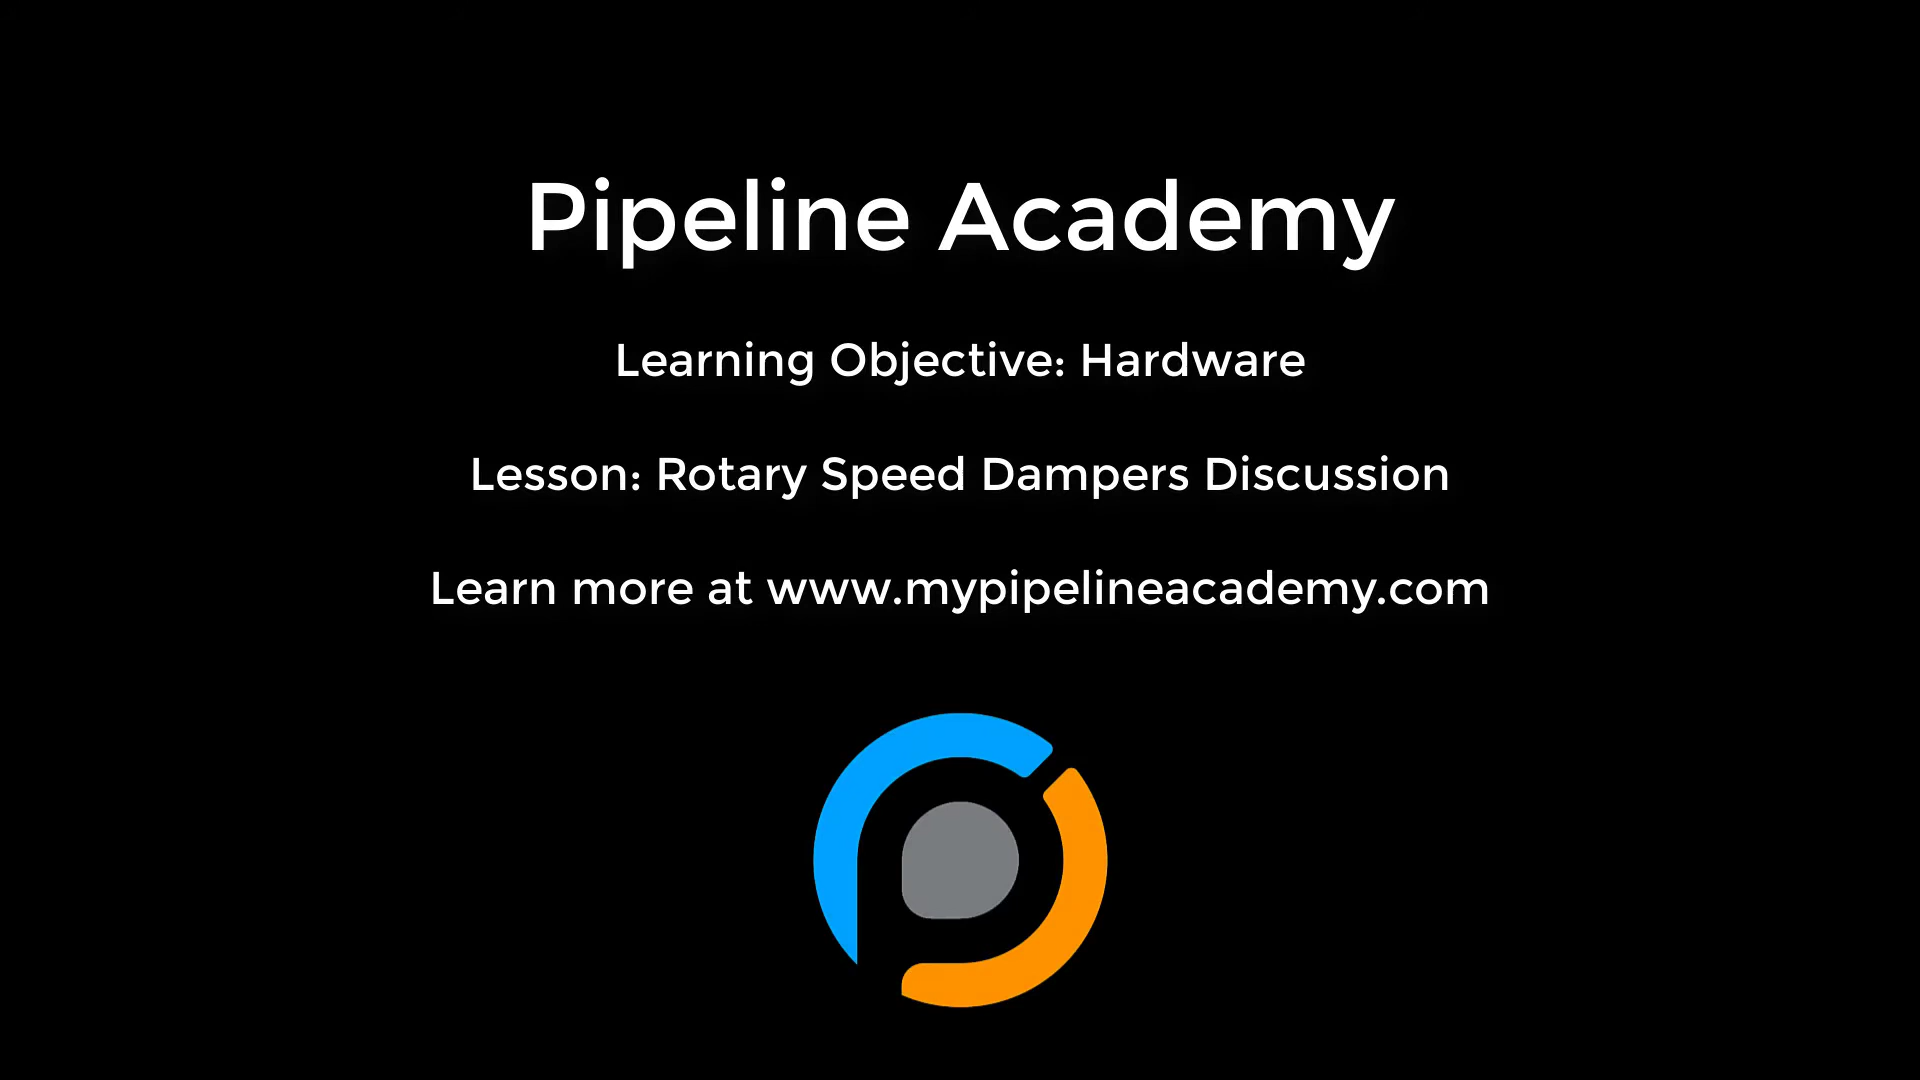 Pipeline Academy
Learning Objective: Hardware
Lesson: Rotary Speed Dampers Discussion
Learn more at www.mypipelineacademy.com